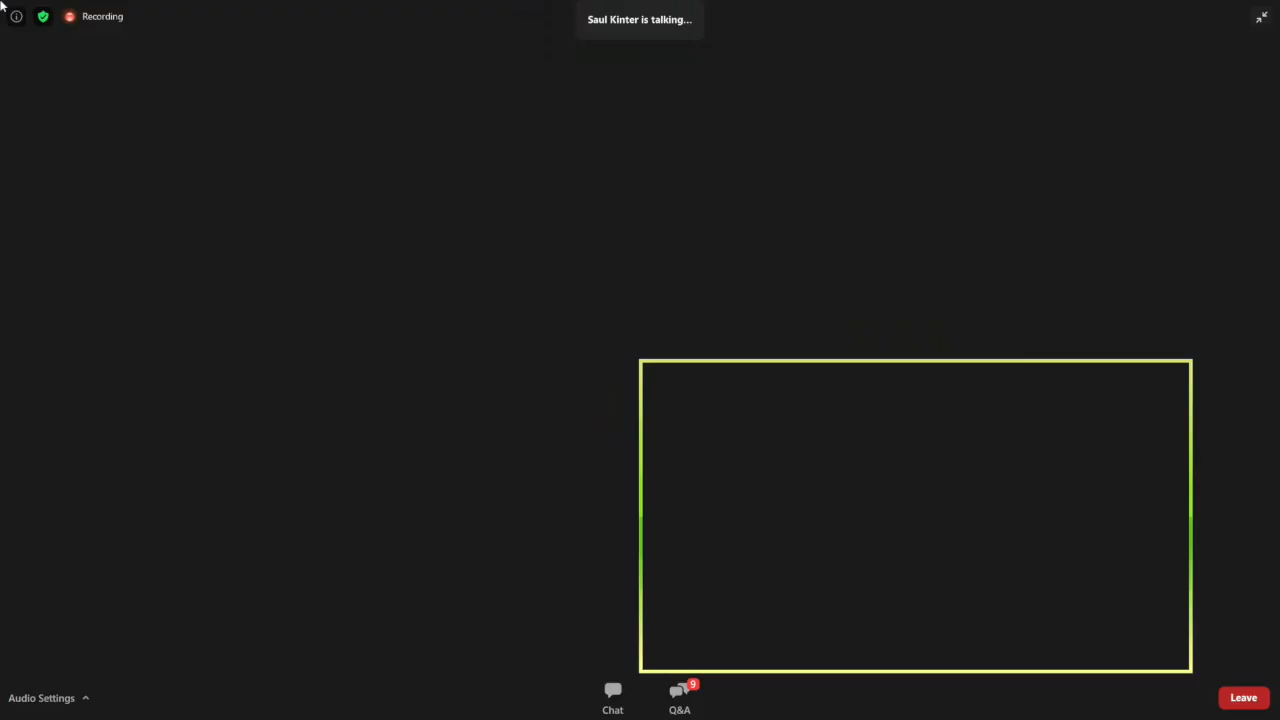 Recording
Saul Kinter is talking...
Audio Settings
Chat
9
Q&A
Leave